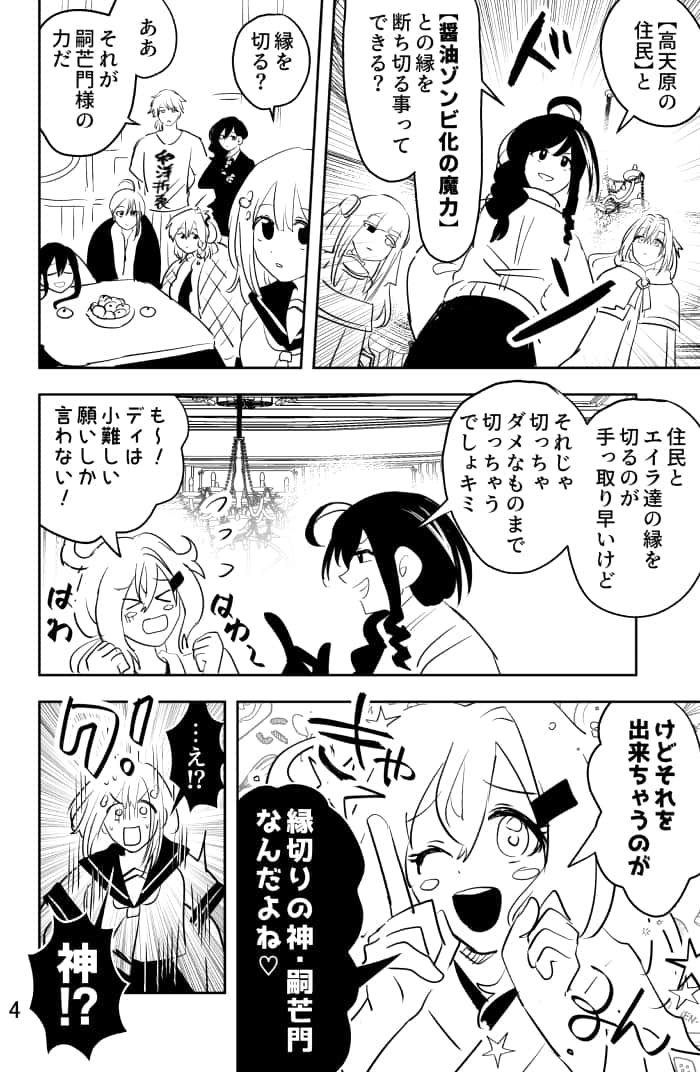 【高天原の
住民】と
【醤油ゾンビ化の魔力】
との縁を
断ち切る事って
できる？
ドン
縁を
切る？
ああ
それが
嗣芒門様の
力だ
住民と
エイラ達の縁を
切るのが
手っ取り早いけど
それじゃ
切っちゃ
ダメなものまで
切っちゃう
でしょキミ
も～！
ディは
小難しい
願いしか
言わない！
はわ～
はわ
けどそれを
出来ちゃうのが
きゃ
るん
縁切りの神・嗣芒門
なんだよね♡
…え!?
神!?
4